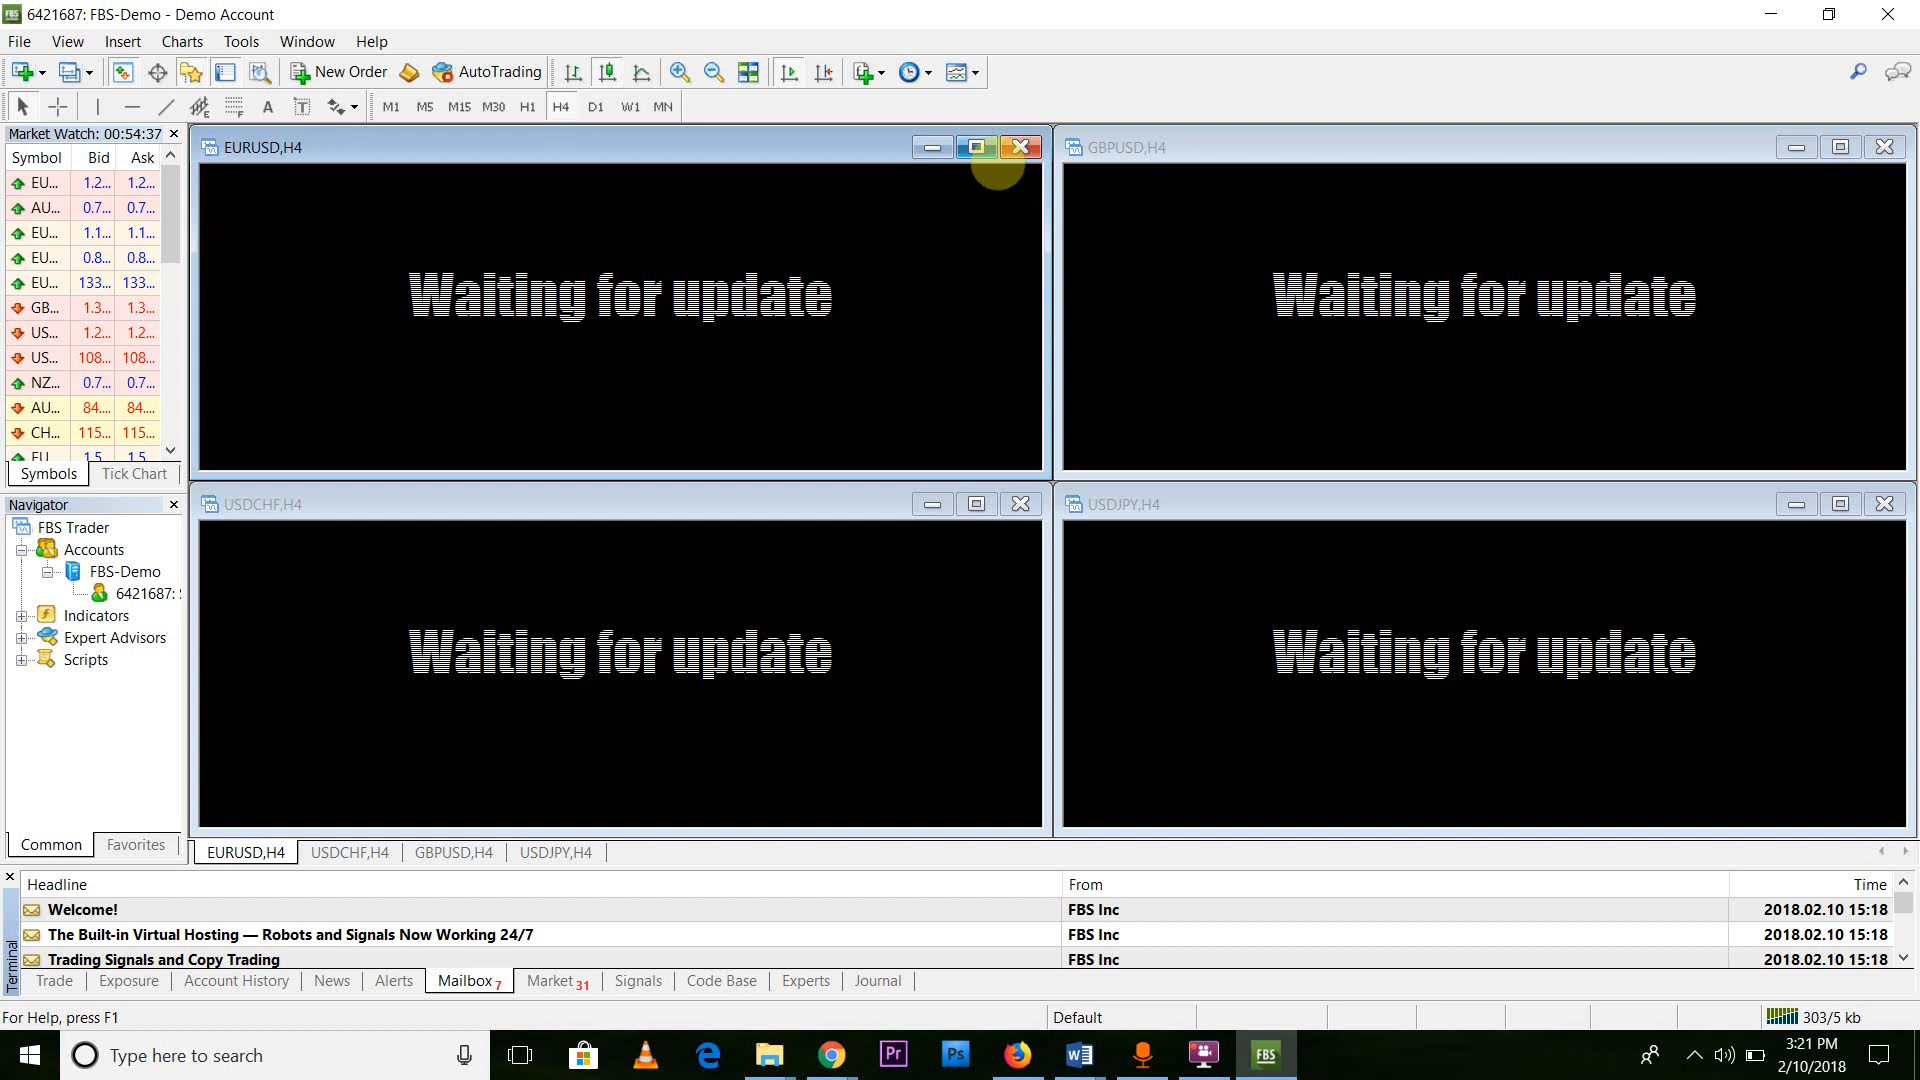 FBS 6421687: FBS-Demo - Demo Account
File View Insert Charts Tools Window Help
New Order AutoTrading
A T M1 M5 M15 M30 H1 H4 D1 W1 MN
Market Watch: 00:54:37
Symbol Bid Ask
EU... 1.2... 1.2...
AU... 0.7... 0.7...
EU... 1.1... 1.1...
EU... 0.8... 0.8...
EU... 133... 133...
GB... 1.3... 1.3...
US... 1.2... 1.2...
US... 108... 108...
NZ... 0.7... 0.7...
AU... 84.... 84....
CH... 115... 115...
EU... 1.5... 1.5...
Symbols Tick Chart
EURUSD,H4
Waiting for update
GBPUSD,H4
Waiting for update
Navigator
FBS Trader
Accounts
FBS-Demo
6421687:
Indicators
Expert Advisors
Scripts
Common Favorites
USDCHF,H4
Waiting for update
USDJPY,H4
Waiting for update
EURUSD,H4 USDCHF,H4 GBPUSD,H4 USDJPY,H4
Terminal
Headline From Time
Welcome! FBS Inc 2018.02.10 15:18
The Built-in Virtual Hosting — Robots and Signals Now Working 24/7 FBS Inc 2018.02.10 15:18
Trading Signals and Copy Trading FBS Inc 2018.02.10 15:18
Trade Exposure Account History News Alerts Mailbox 7 Market 31 Signals Code Base Experts Journal
For Help, press F1 Default 303/5 kb
Type here to search Pr Ps FBS 3:21 PM
2/10/2018